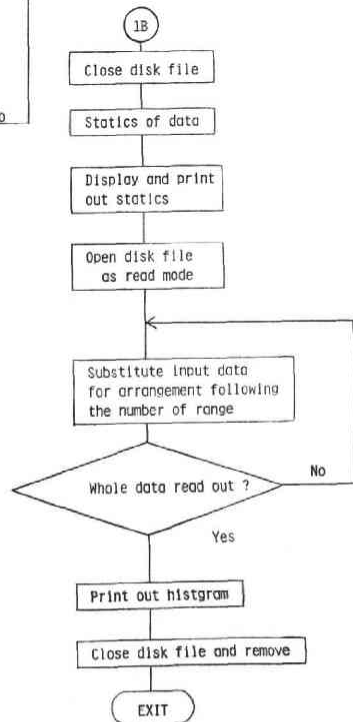 1B
Close disk file
Statics of data
Display and print
out statics
Open disk file
as read mode
Substitute input data
for arrangement following
the number of range
Whole data read out ?
No
Yes
Print out histgram
Close disk file and remove
EXIT